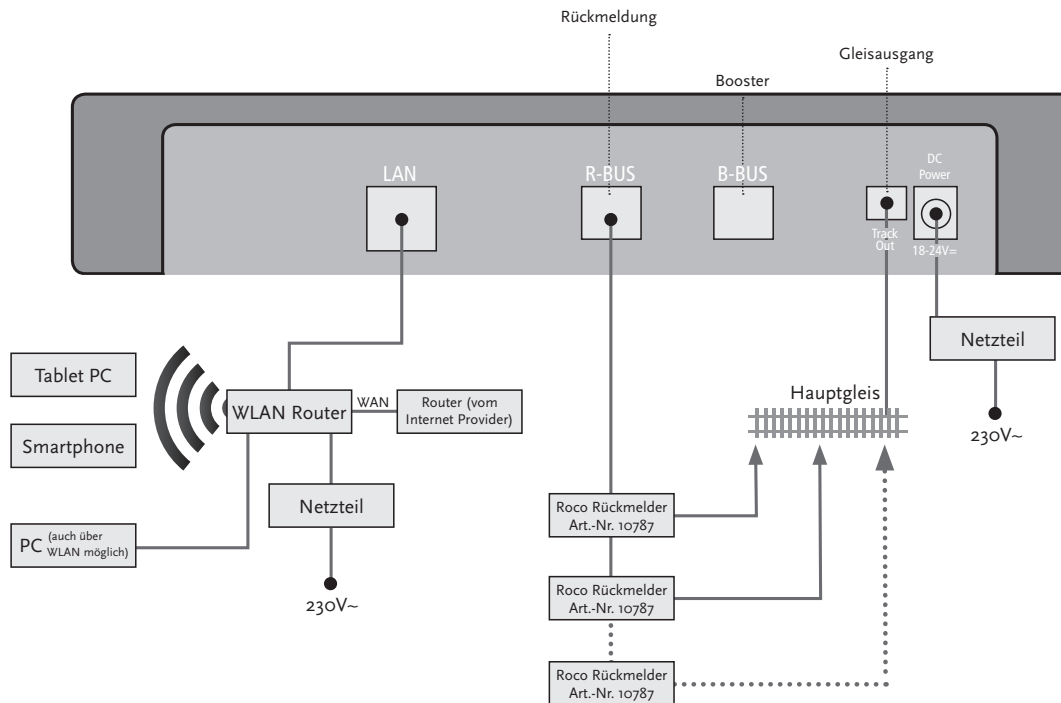 Rückmeldung
Gleisausgang
Booster
LAN
R-BUS
B-BUS
DC
Power
Track
Out
18-24V=
Netzteil
230V~
Tablet PC
Smartphone
PC (auch über
WLAN möglich)
WLAN Router
WAN
Router (vom
Internet Provider)
Netzteil
230V~
Hauptgleis
Roco Rückmelder
Art.-Nr. 10787
Roco Rückmelder
Art.-Nr. 10787
Roco Rückmelder
Art.-Nr. 10787